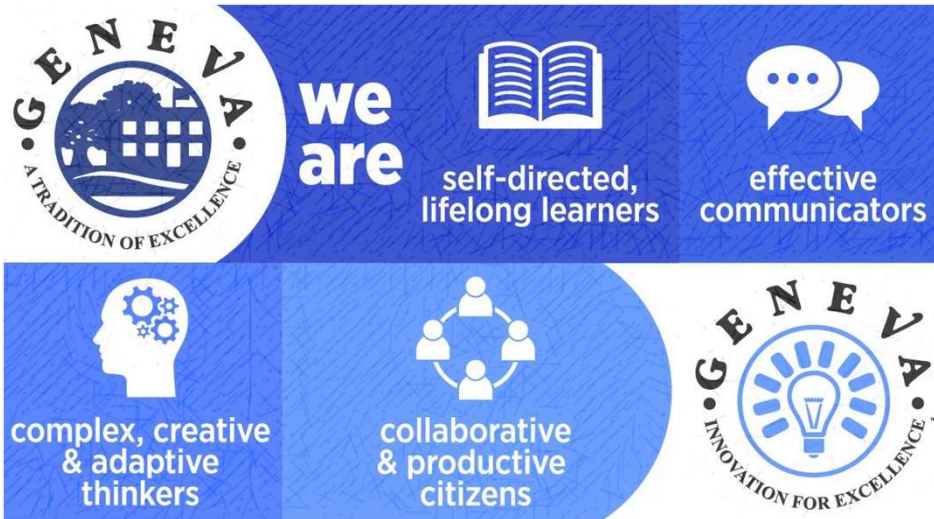 GENEVA
A TRADITION OF EXCELLENCE
we
are
self-directed,
lifelong learners
effective
communicators
complex, creative
& adaptive
thinkers
collaborative
& productive
citizens
GENEVA
INNOVATION FOR EXCELLENCE